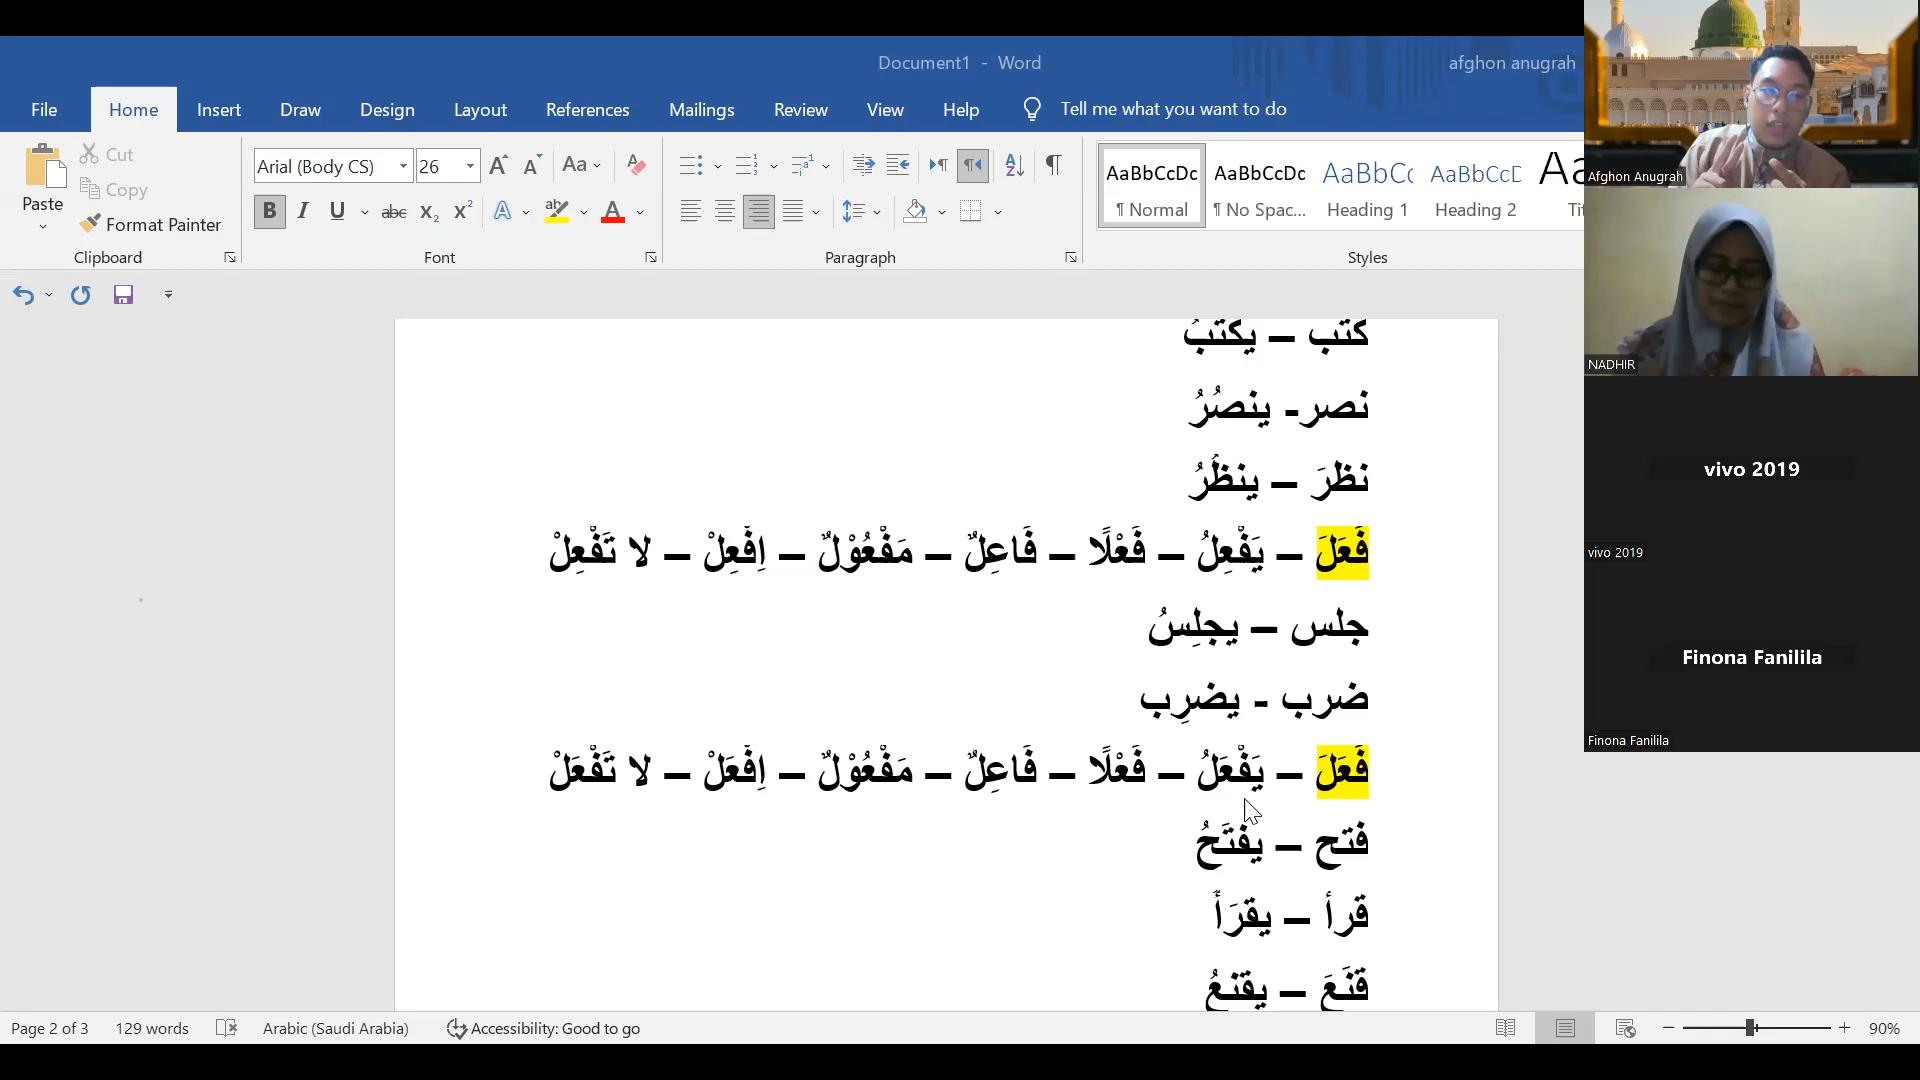 Document1 - Word
afghon anugrah
File Home Insert Draw Design Layout References Mailings Review View Help Tell me what you want to do
Paste
Cut
Copy
Format Painter
Clipboard
Arial (Body CS) 26
Font
Paragraph
AaBbCcDc AaBbCcDc AaBbCc AaBbCcD
¶ Normal ¶ No Spac... Heading 1 Heading 2
Styles
كتب – يكتبُ
نصر- ينصُرُ
نظرَ – ينظُرُ
فَعَلَ – يَفْعِلُ – فَعْلًا – فَاعِلٌ – مَفْعُوْلٌ – اِفْعِلْ – لا تَفْعِلْ
جلس – يجلِسُ
ضرب - يضرِب
فَعَلَ – يَفْعَلُ – فَعْلًا – فَاعِلٌ – مَفْعُوْلٌ – اِفْعَلْ – لا تَفْعَلْ
فتح – يفتَحُ
قرأ – يقرَأُ
قَنَعَ – يقنعُ
Page 2 of 3 129 words Arabic (Saudi Arabia) Accessibility: Good to go 90%
Afghon Anugrah
NADHIR
vivo 2019
vivo 2019
Finona Fanilila
Finona Fanilila